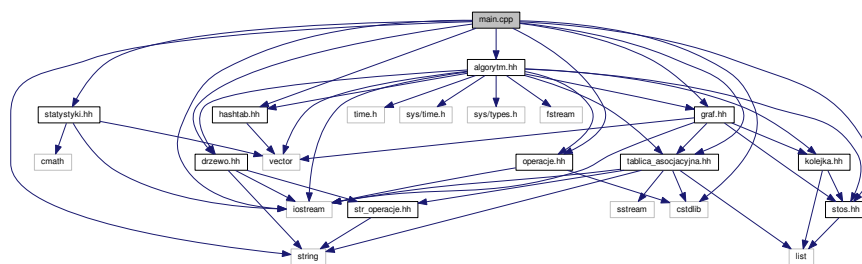 main.cpp
algorytm.hh
statystyki.hh
hashtab.hh
time.h
sys/time.h
sys/types.h
fstream
graf.hh
cmath
drzewo.hh
vector
operacje.hh
tablica_asocjacyjna.hh
kolejka.hh
iostream
str_operacje.hh
sstream
cstdlib
stos.hh
string
list